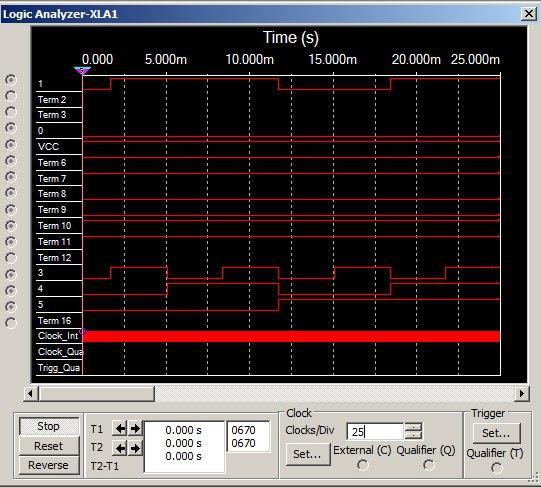 Logic Analyzer-XLA1
Time (s)
0.000 5.000m 10.000m 15.000m 20.000m 25.000m
1
Term 2
Term 3
0
VCC
Term 6
Term 7
Term 8
Term 9
Term 10
Term 11
Term 12
3
4
5
Term 16
Clock_Int
Clock_Qua
Trigg_Qua
Stop
Reset
Reverse
T1
T2
T2-T1
0.000 s
0.000 s
0.000 s
0670
0670
Clock
Clocks/Div 25
Set... External (C) Qualifier (Q)
Trigger
Set...
Qualifier (T)